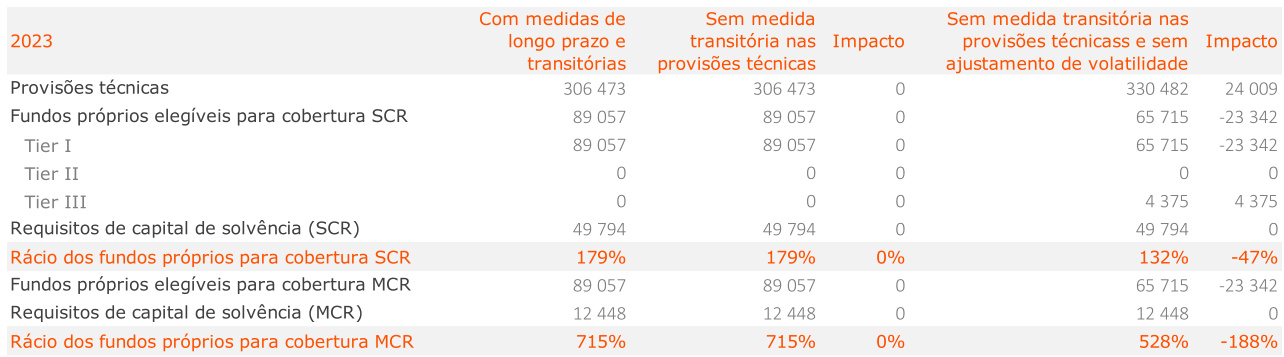 2023 Com medidas de longo prazo e transitórias Sem medida transitória nas provisões técnicas Impacto Sem medida transitória nas provisões técnicass e sem ajustamento de volatilidade Impacto
Provisões técnicas 306 473 306 473 0 330 482 24 009
Fundos próprios elegíveis para cobertura SCR 89 057 89 057 0 65 715 -23 342
Tier I 89 057 89 057 0 65 715 -23 342
Tier II 0 0 0 0 0
Tier III 0 0 0 4 375 4 375
Requisitos de capital de solvência (SCR) 49 794 49 794 0 49 794 0
Rácio dos fundos próprios para cobertura SCR 179% 179% 0% 132% -47%
Fundos próprios elegíveis para cobertura MCR 89 057 89 057 0 65 715 -23 342
Requisitos de capital de solvência (MCR) 12 448 12 448 0 12 448 0
Rácio dos fundos próprios para cobertura MCR 715% 715% 0% 528% -188%